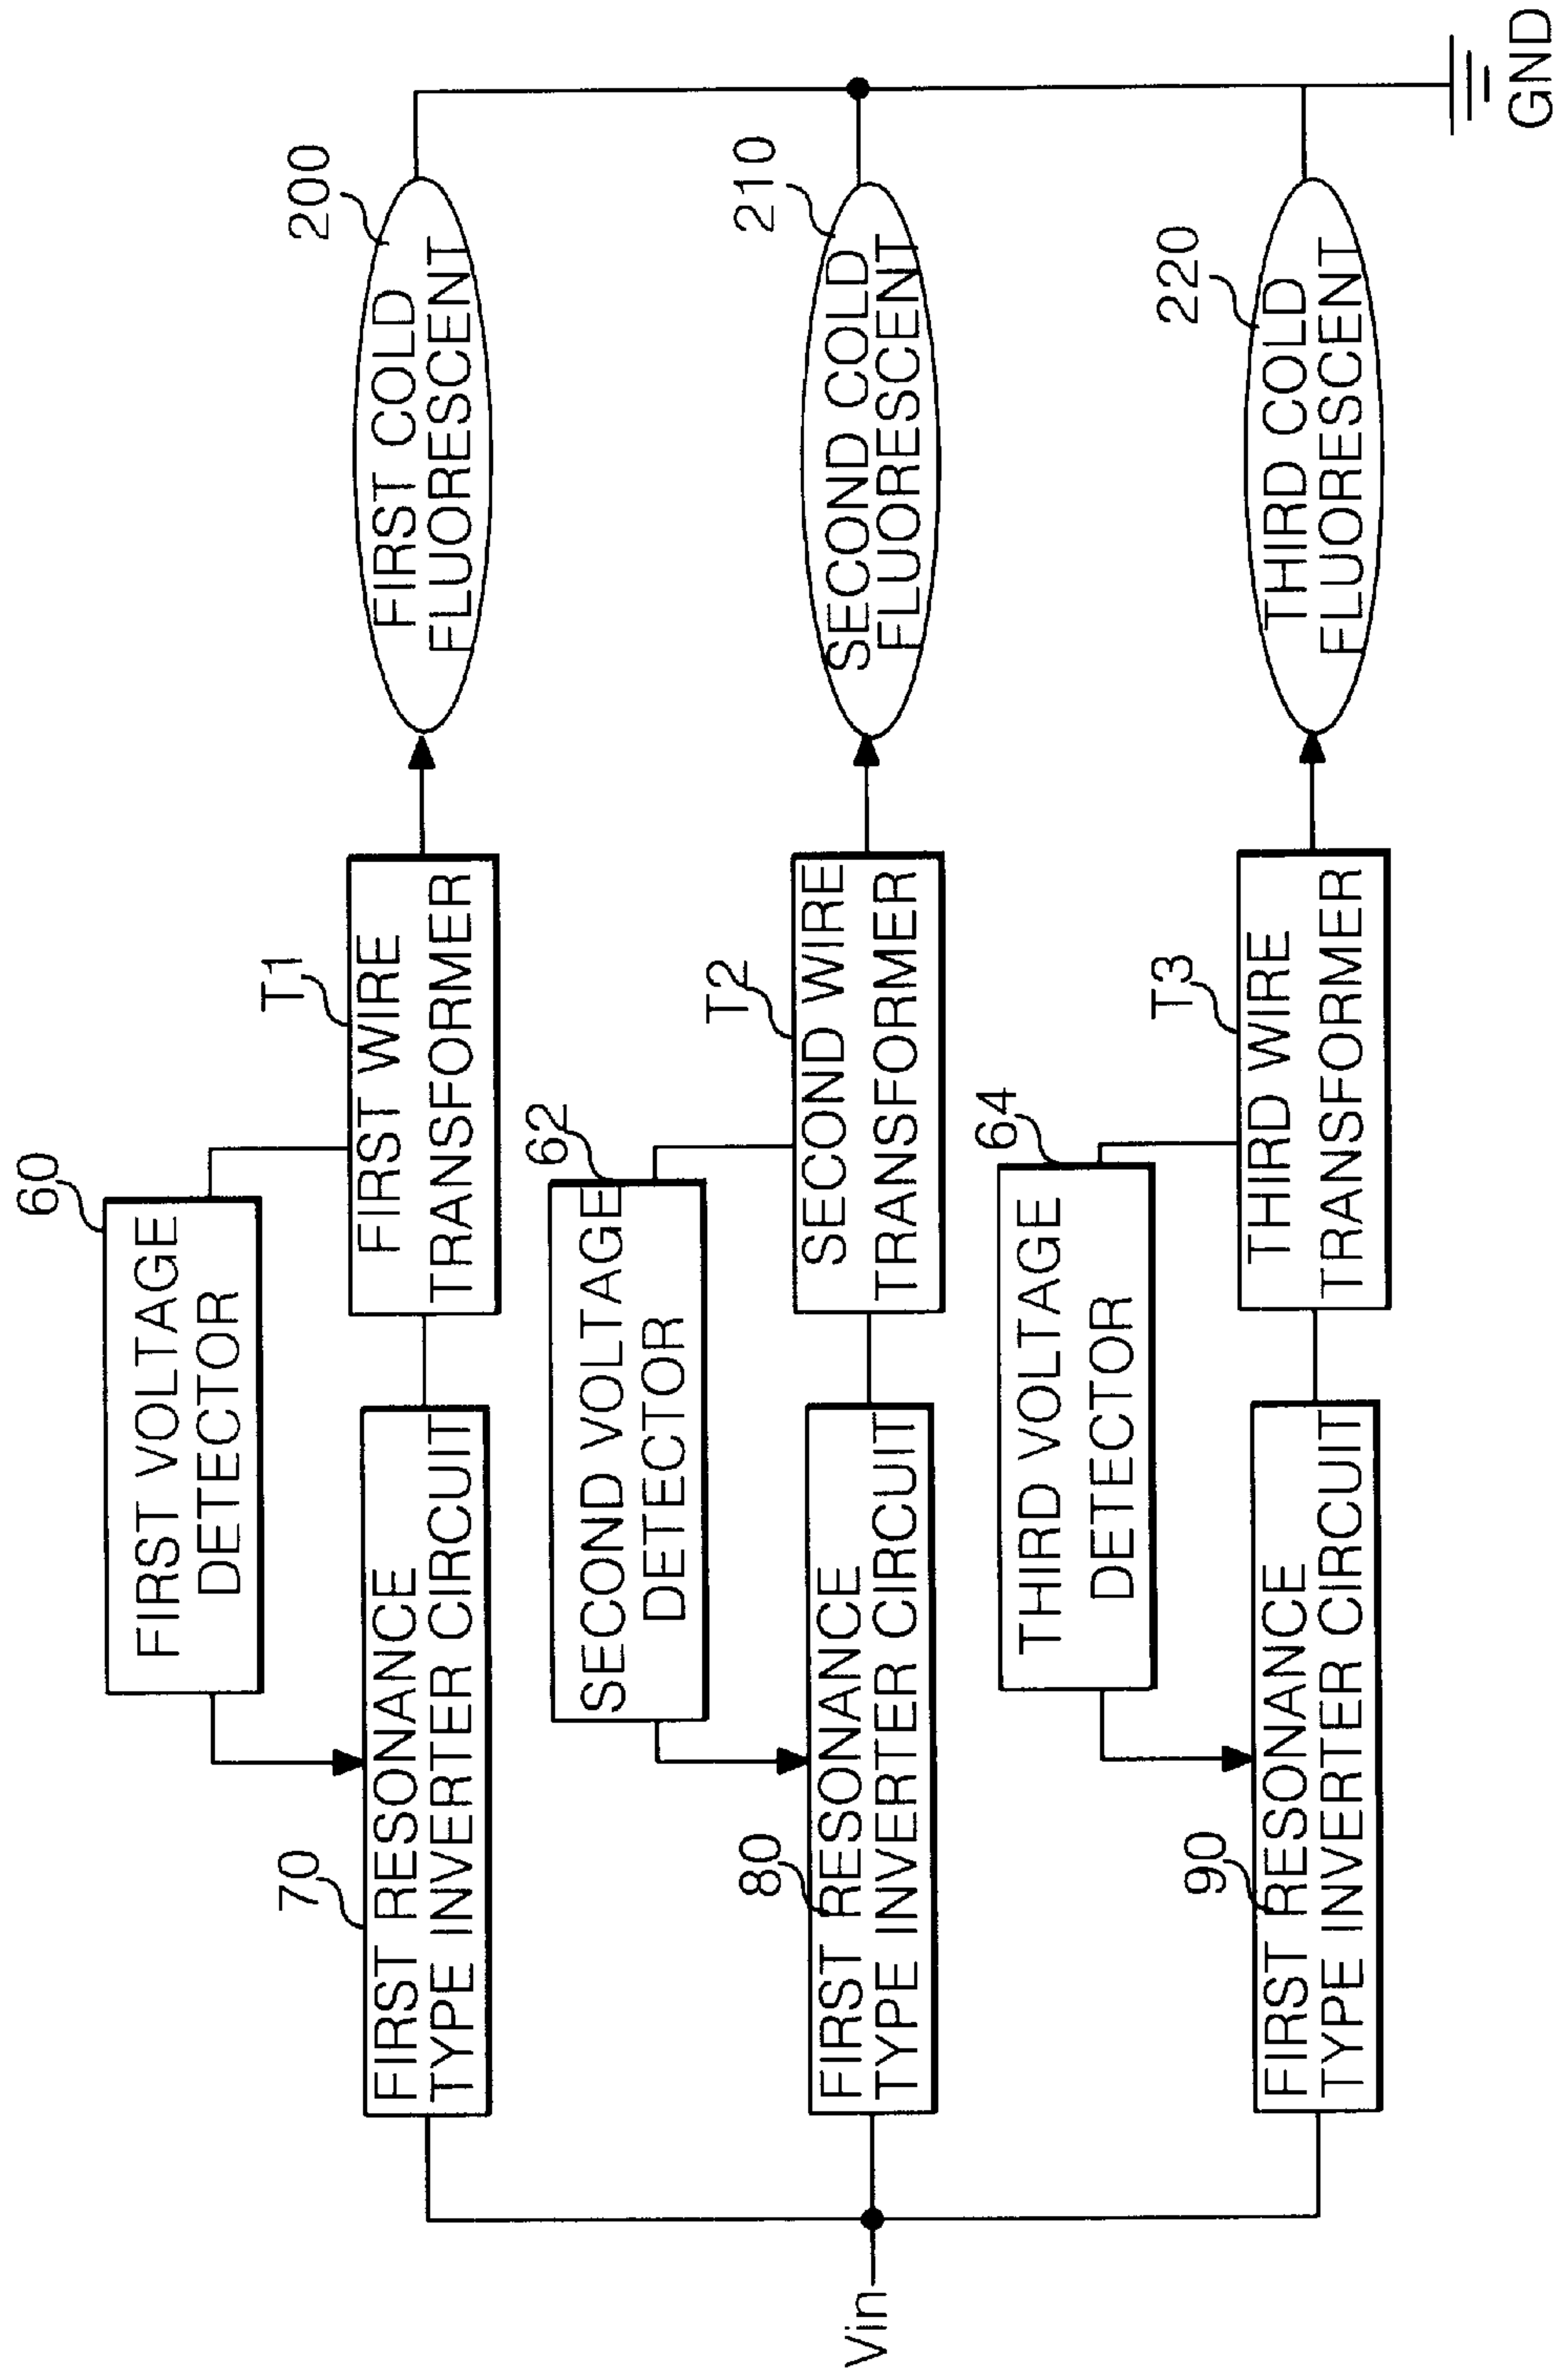 60
FIRST VOLTAGE
DETECTOR
70
FIRST RESONANCE
TYPE INVERTER CIRCUIT
T1
FIRST WIRE
TRANSFORMER
200
FIRST COLD
FLUORESCENT
62
SECOND VOLTAGE
DETECTOR
Vin
80
FIRST RESONANCE
TYPE INVERTER CIRCUIT
T2
SECOND WIRE
TRANSFORMER
210
SECOND COLD
FLUORESCENT
64
THIRD VOLTAGE
DETECTOR
90
FIRST RESONANCE
TYPE INVERTER CIRCUIT
T3
THIRD WIRE
TRANSFORMER
220
THIRD COLD
FLUORESCENT
GND